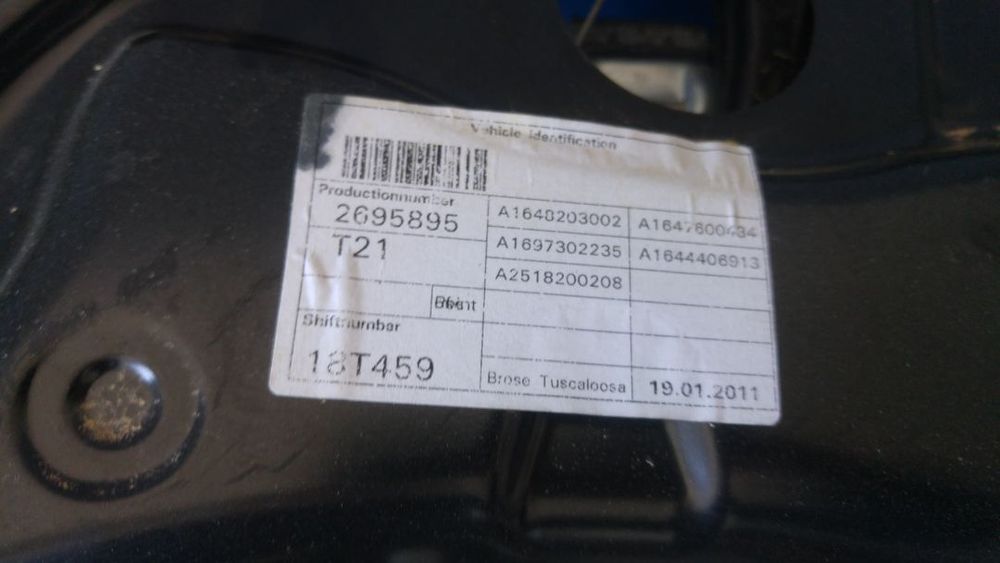 Vehicle identification
Productionnumber
2695895
T21
A1648203002
A1697302235
A2518200208
A1644406913
Shiftnumber
18T459
Brose Tuscaloosa
19.01.2011